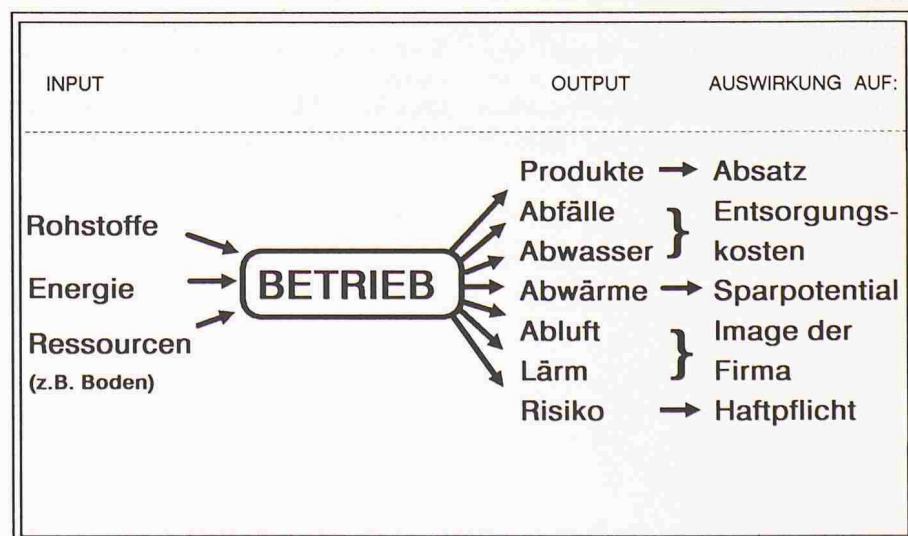 INPUT
OUTPUT
AUSWIRKUNG AUF:
Rohstoffe
Energie
Ressourcen
(z.B. Boden)
BETRIEB
Produkte
Abfälle
Abwasser
Abwärme
Abluft
Lärm
Risiko
Absatz
Entsorgungs-
kosten
Sparpotential
Image der
Firma
Haftpflicht